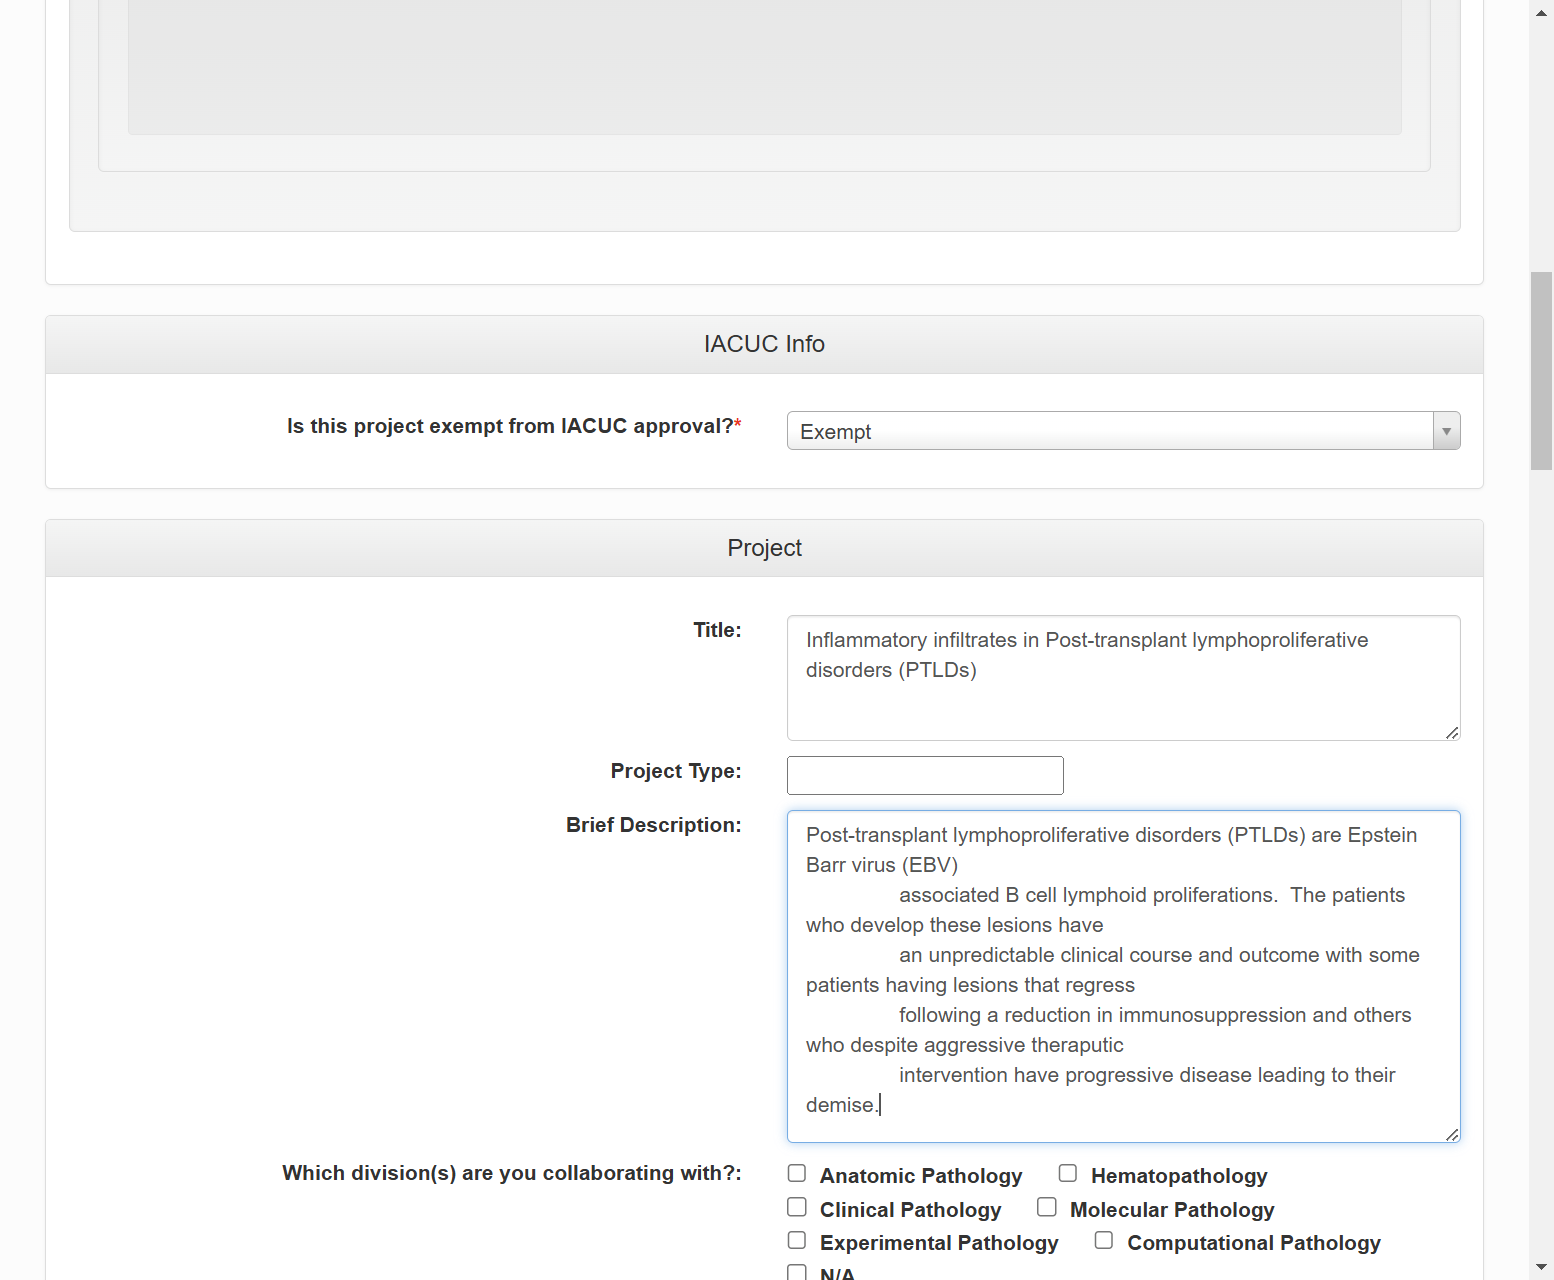 IACUC Info
Is this project exempt from IACUC approval?*
Exempt
Project
Title:
Inflammatory infiltrates in Post-transplant lymphoproliferative
disorders (PTLDs)
Project Type:
Brief Description:
Post-transplant lymphoproliferative disorders (PTLDs) are Epstein
Barr virus (EBV)
associated B cell lymphoid proliferations.  The patients
who develop these lesions have
an unpredictable clinical course and outcome with some
patients having lesions that regress
following a reduction in immunosuppression and others
who despite aggressive theraputic
intervention have progressive disease leading to their
demise.
Which division(s) are you collaborating with?:
Anatomic Pathology Hematopathology
Clinical Pathology Molecular Pathology
Experimental Pathology Computational Pathology
N/A